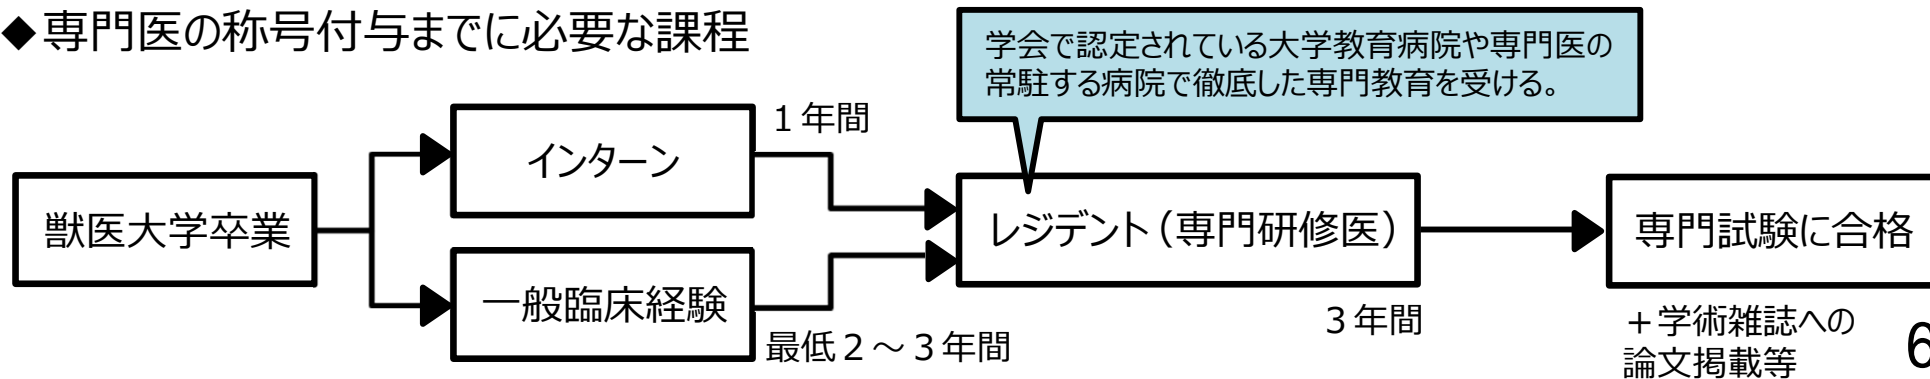 ◆専門医の称号付与までに必要な課程
学会で認定されている大学教育病院や専門医の
常駐する病院で徹底した専門教育を受ける。
獣医大学卒業
インターン
1年間
一般臨床経験
最低2～3年間
レジデント（専門研修医）
3年間
専門試験に合格
＋学術雑誌への
論文掲載等
6